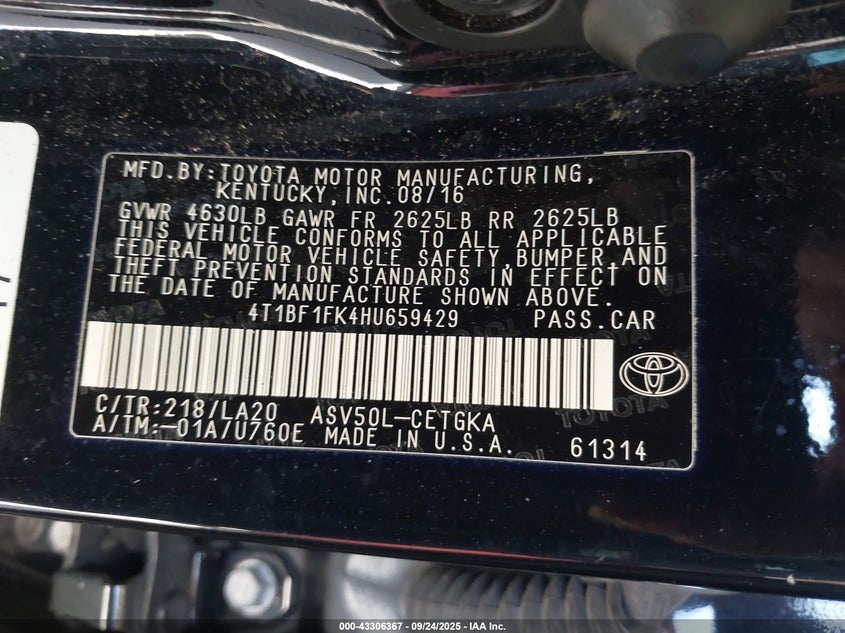 MFD.BY:TOYOTA MOTOR MANUFACTURING,
KENTUCKY,INC.08/16
GVWR 4630LB GAWR FR 2625LB RR 2625LB
THIS VEHICLE CONFORMS TO ALL APPLICABLE
FEDERAL MOTOR VEHICLE SAFETY,BUMPER,AND
THEFT PREVENTION STANDARDS IN EFFECT ON
THE DATE OF MANUFACTURE SHOWN ABOVE.
4T1BF1FK4HU659429 PASS.CAR
C/TR:218/LA20 ASV50L-CETGKA
A/TM:-01A/U760E MADE IN U.S.A. 61314
000-43306367 - 09/24/2025 - IAA Inc.